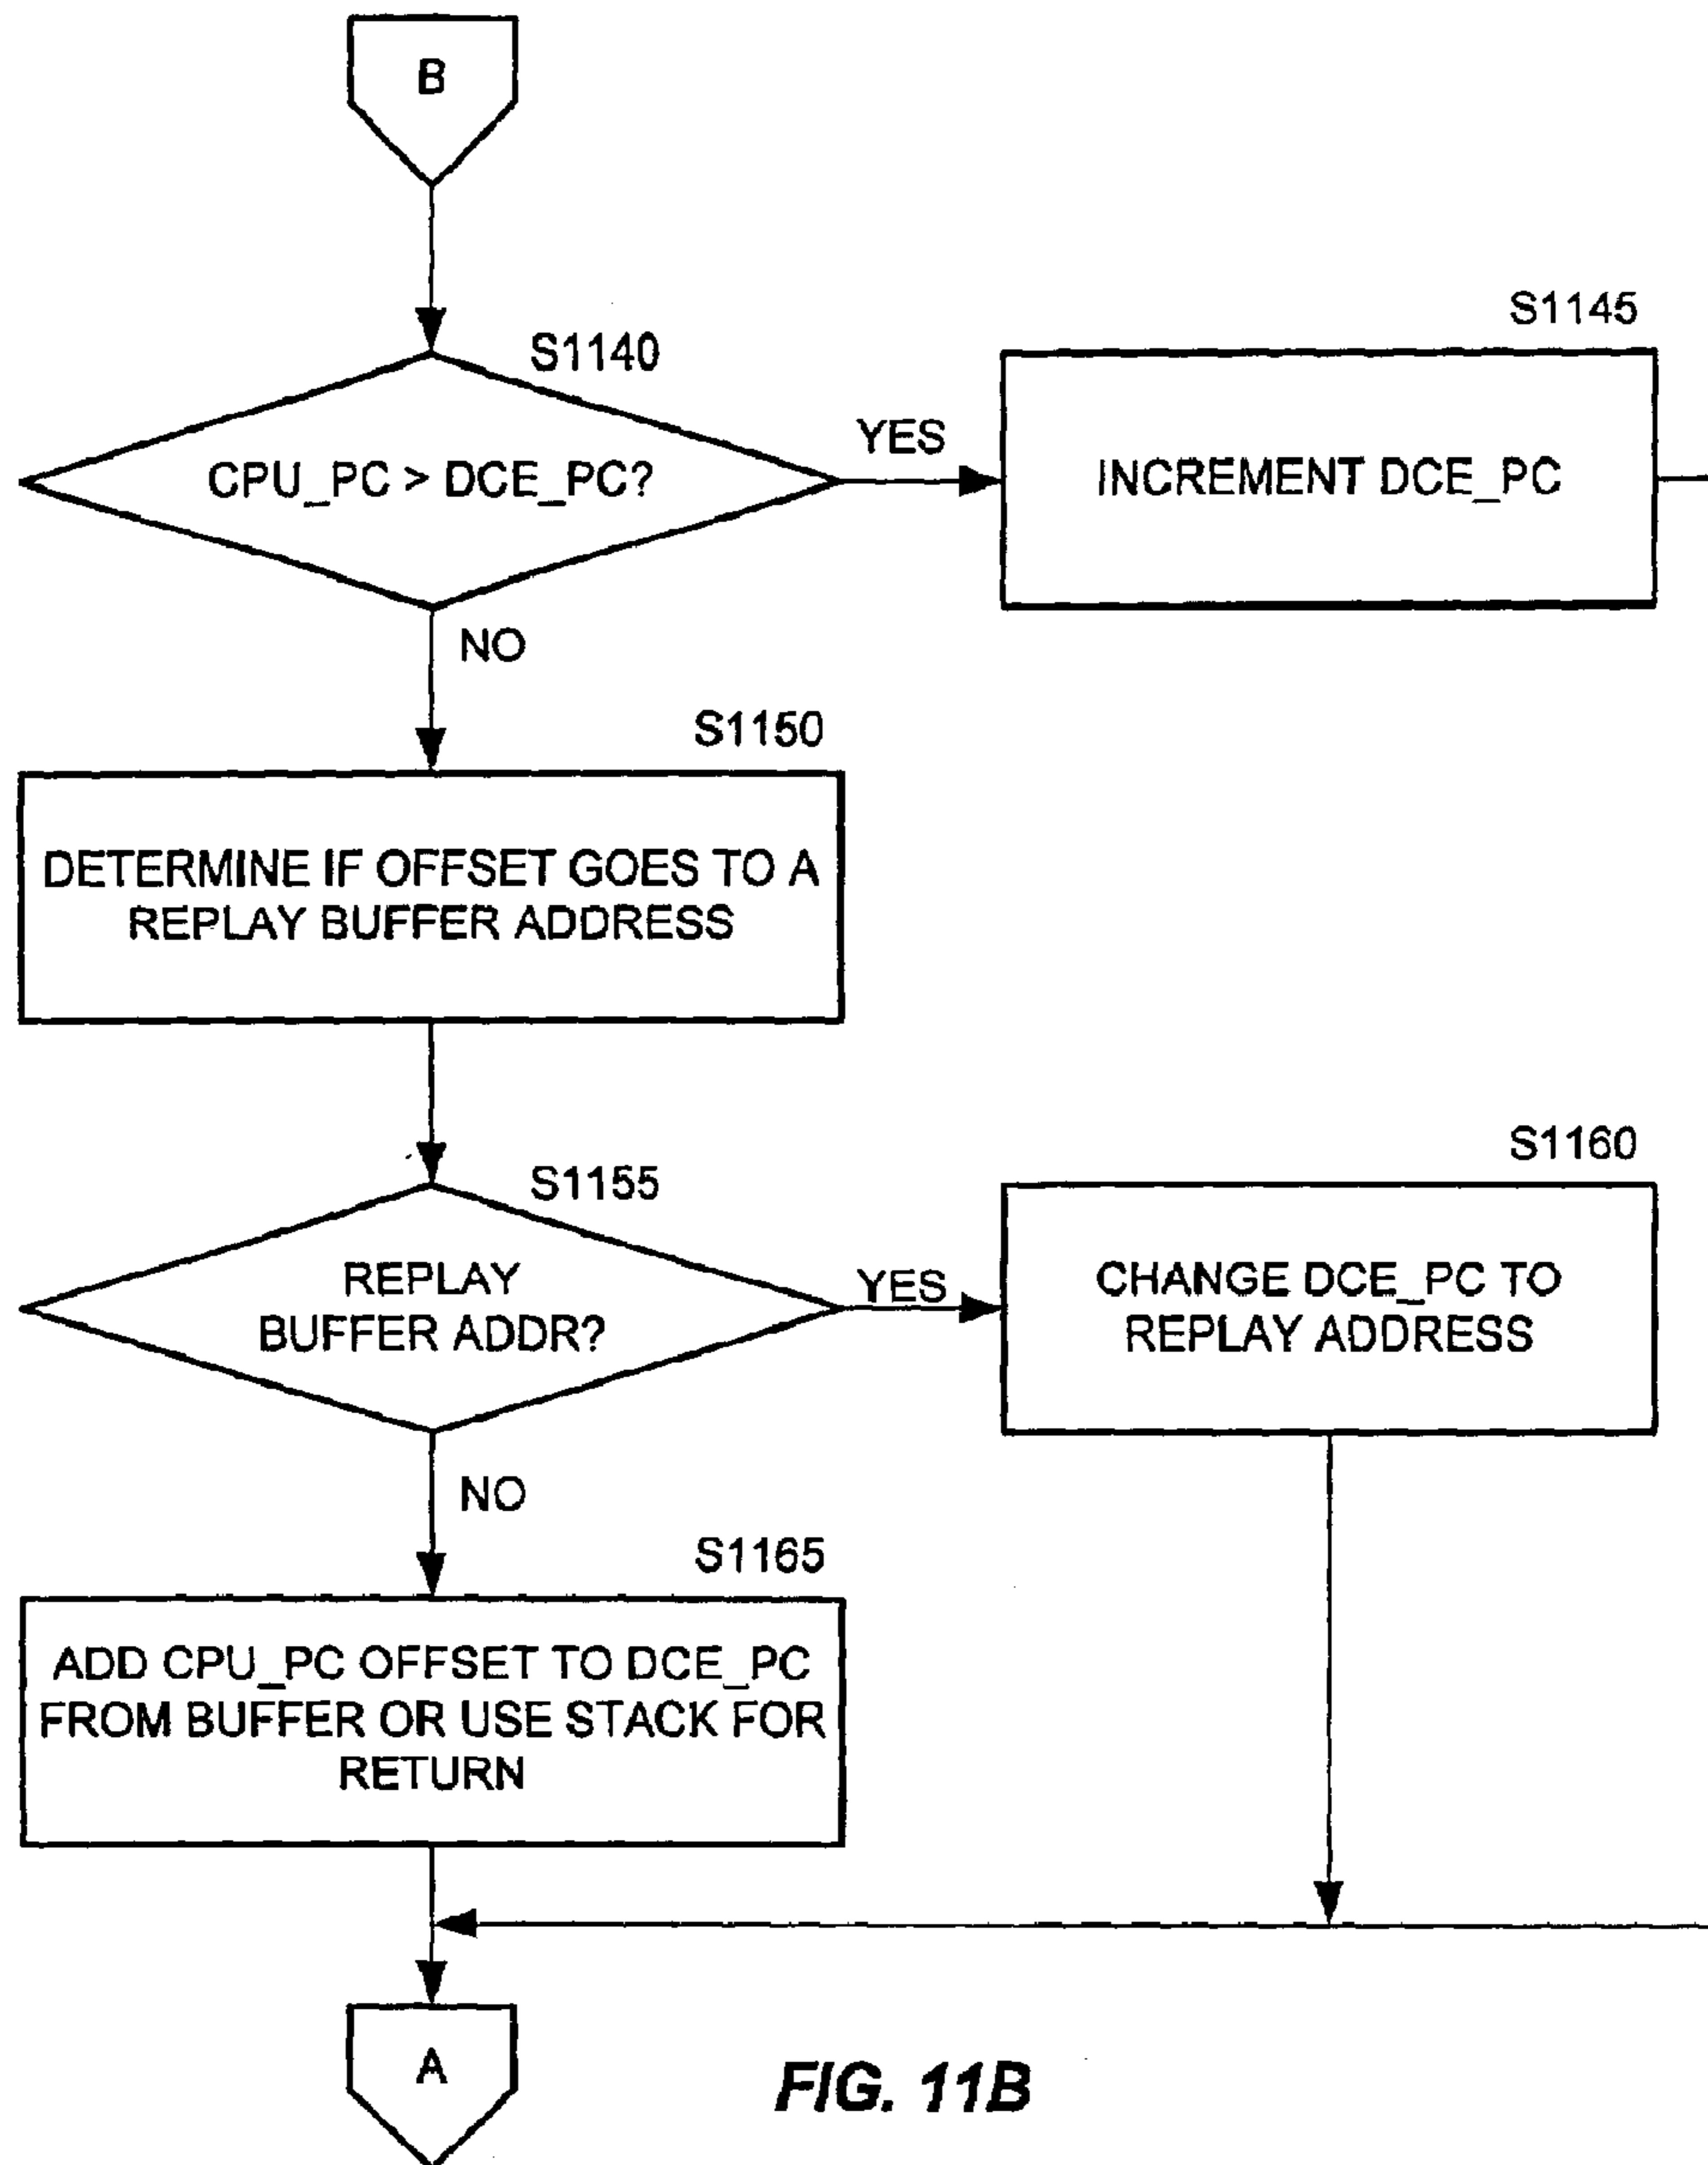 B
S1140
CPU_PC > DCE_PC?
YES
S1145
INCREMENT DCE_PC
NO
S1150
DETERMINE IF OFFSET GOES TO A
REPLAY BUFFER ADDRESS
S1155
REPLAY
BUFFER ADDR?
YES
S1160
CHANGE DCE_PC TO
REPLAY ADDRESS
NO
S1165
ADD CPU_PC OFFSET TO DCE_PC
FROM BUFFER OR USE STACK FOR
RETURN
A
FIG. 11B